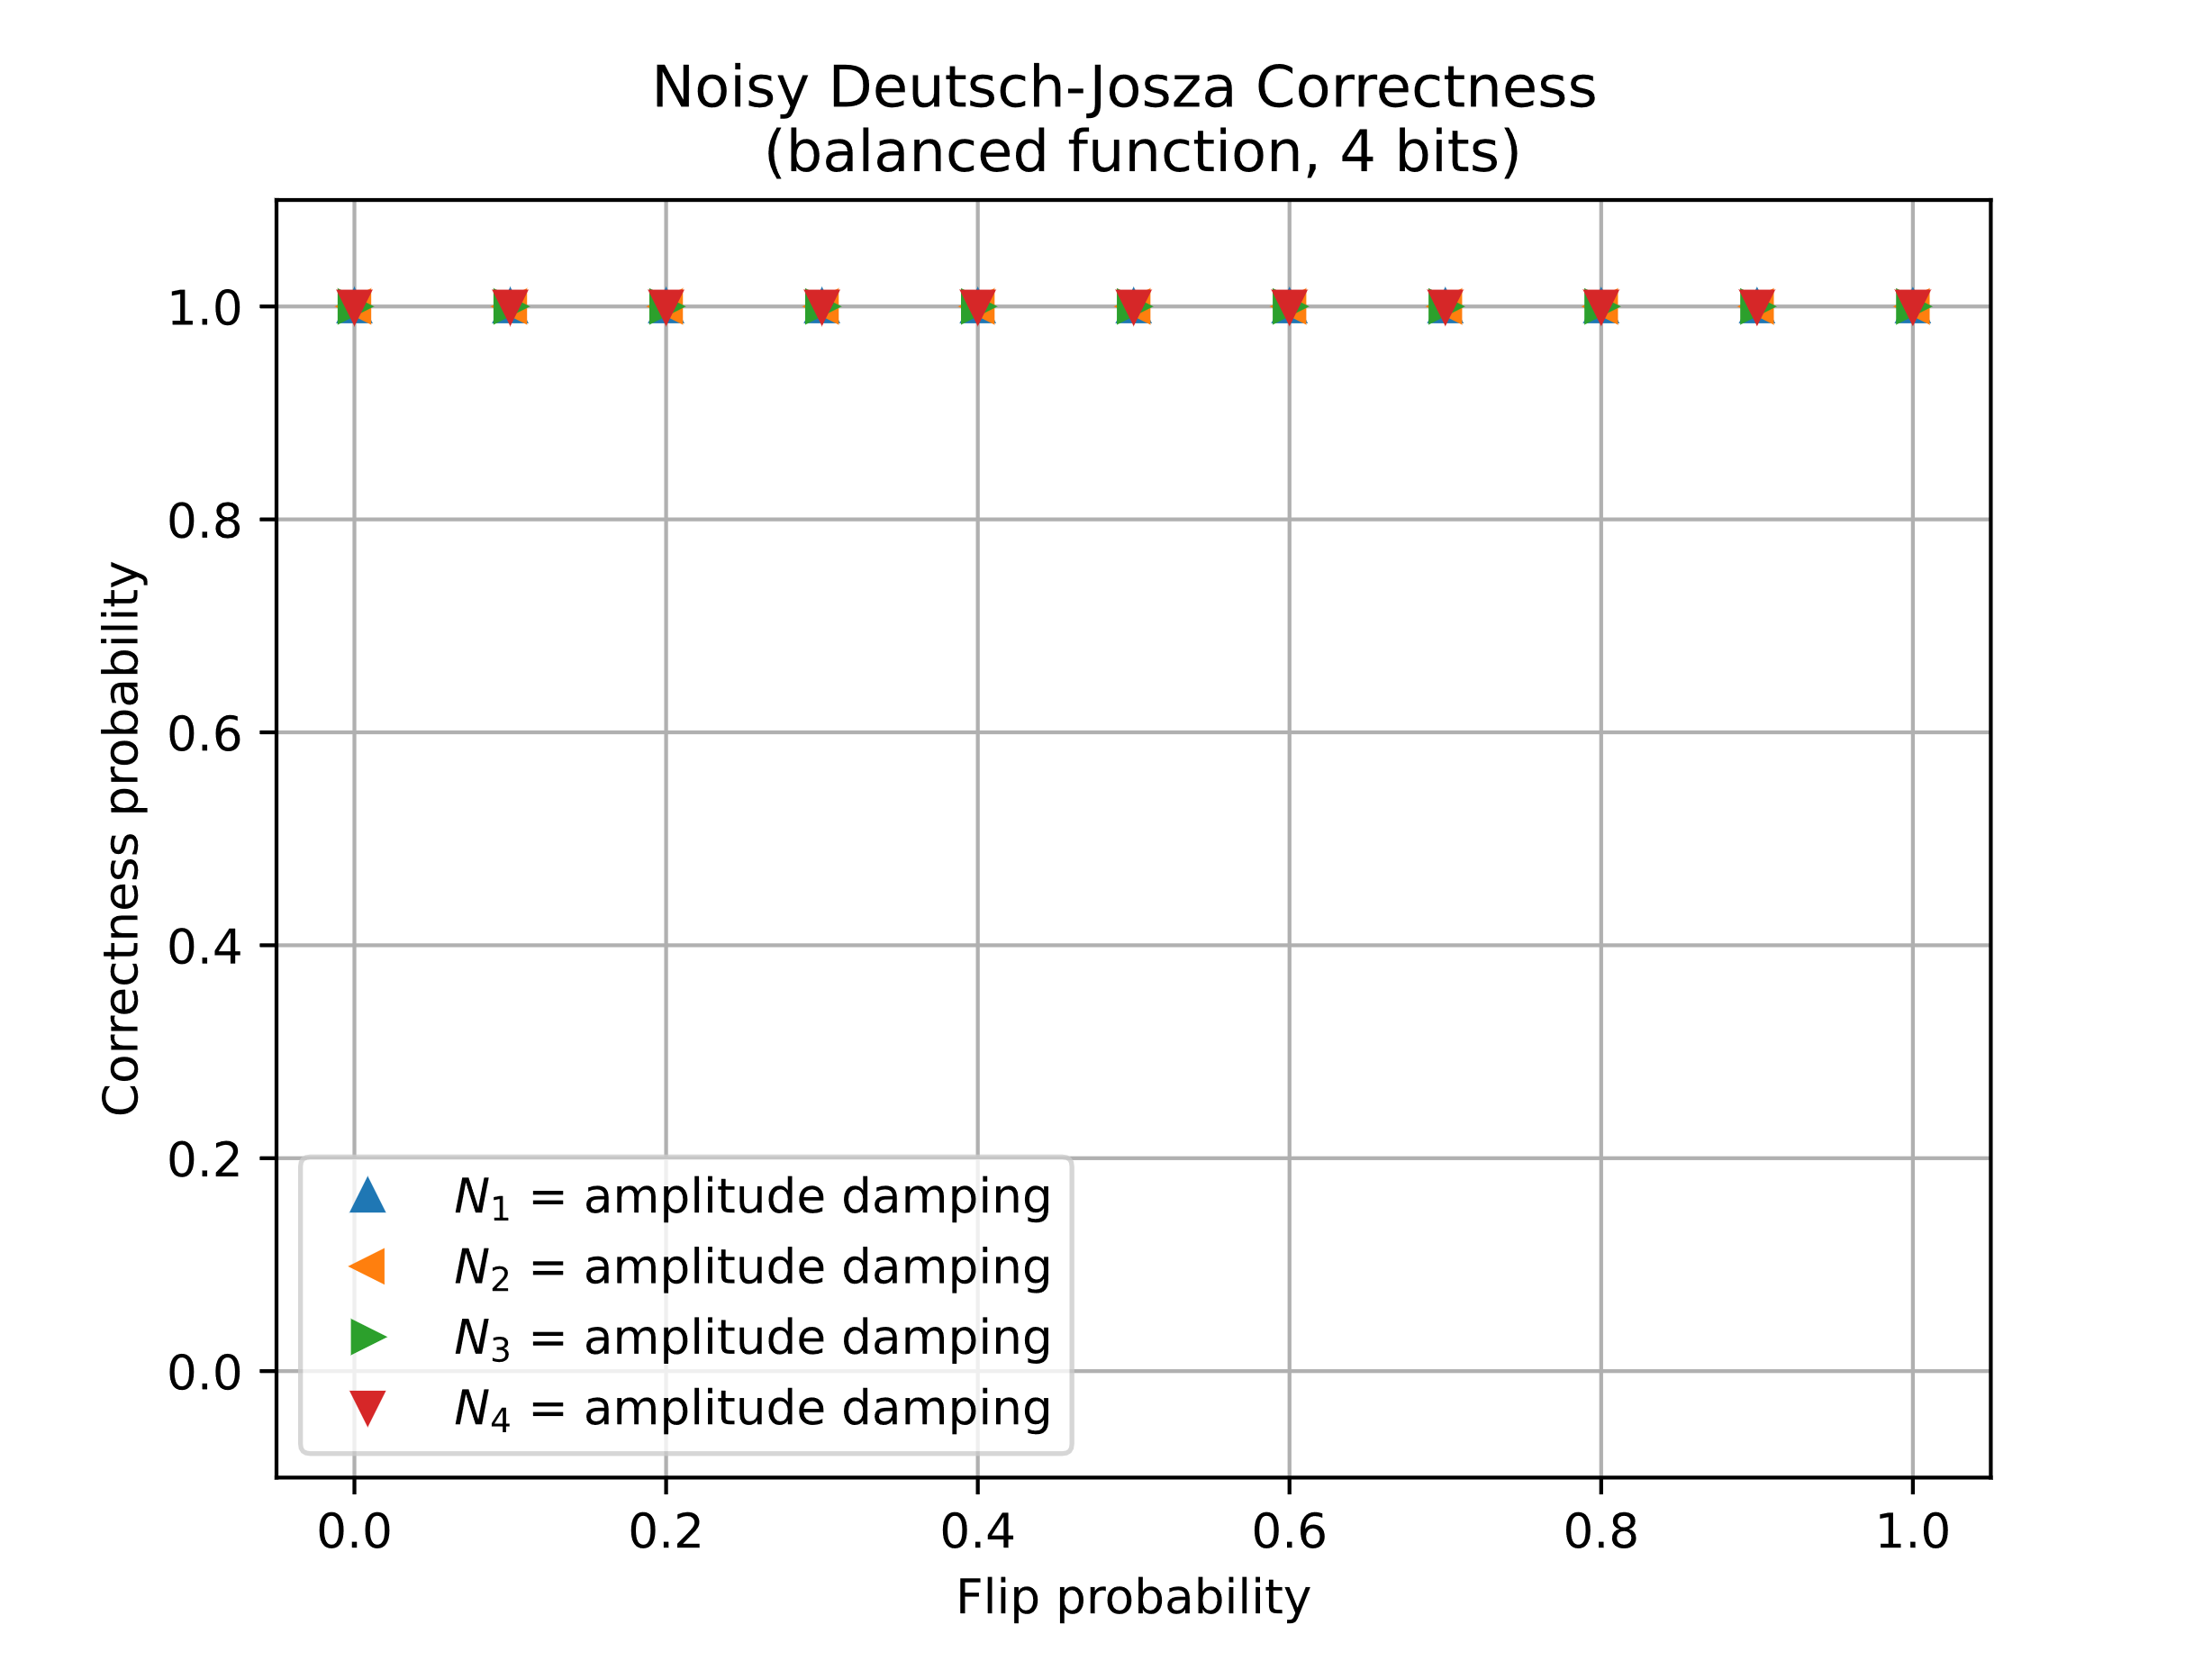 Noisy Deutsch-Josza Correctness
(balanced function, 4 bits)
Correctness probability
1.0
0.8
0.6
0.4
0.2
0.0
N₁ = amplitude damping
N₂ = amplitude damping
N₃ = amplitude damping
N₄ = amplitude damping
0.0 0.2 0.4 0.6 0.8 1.0
Flip probability